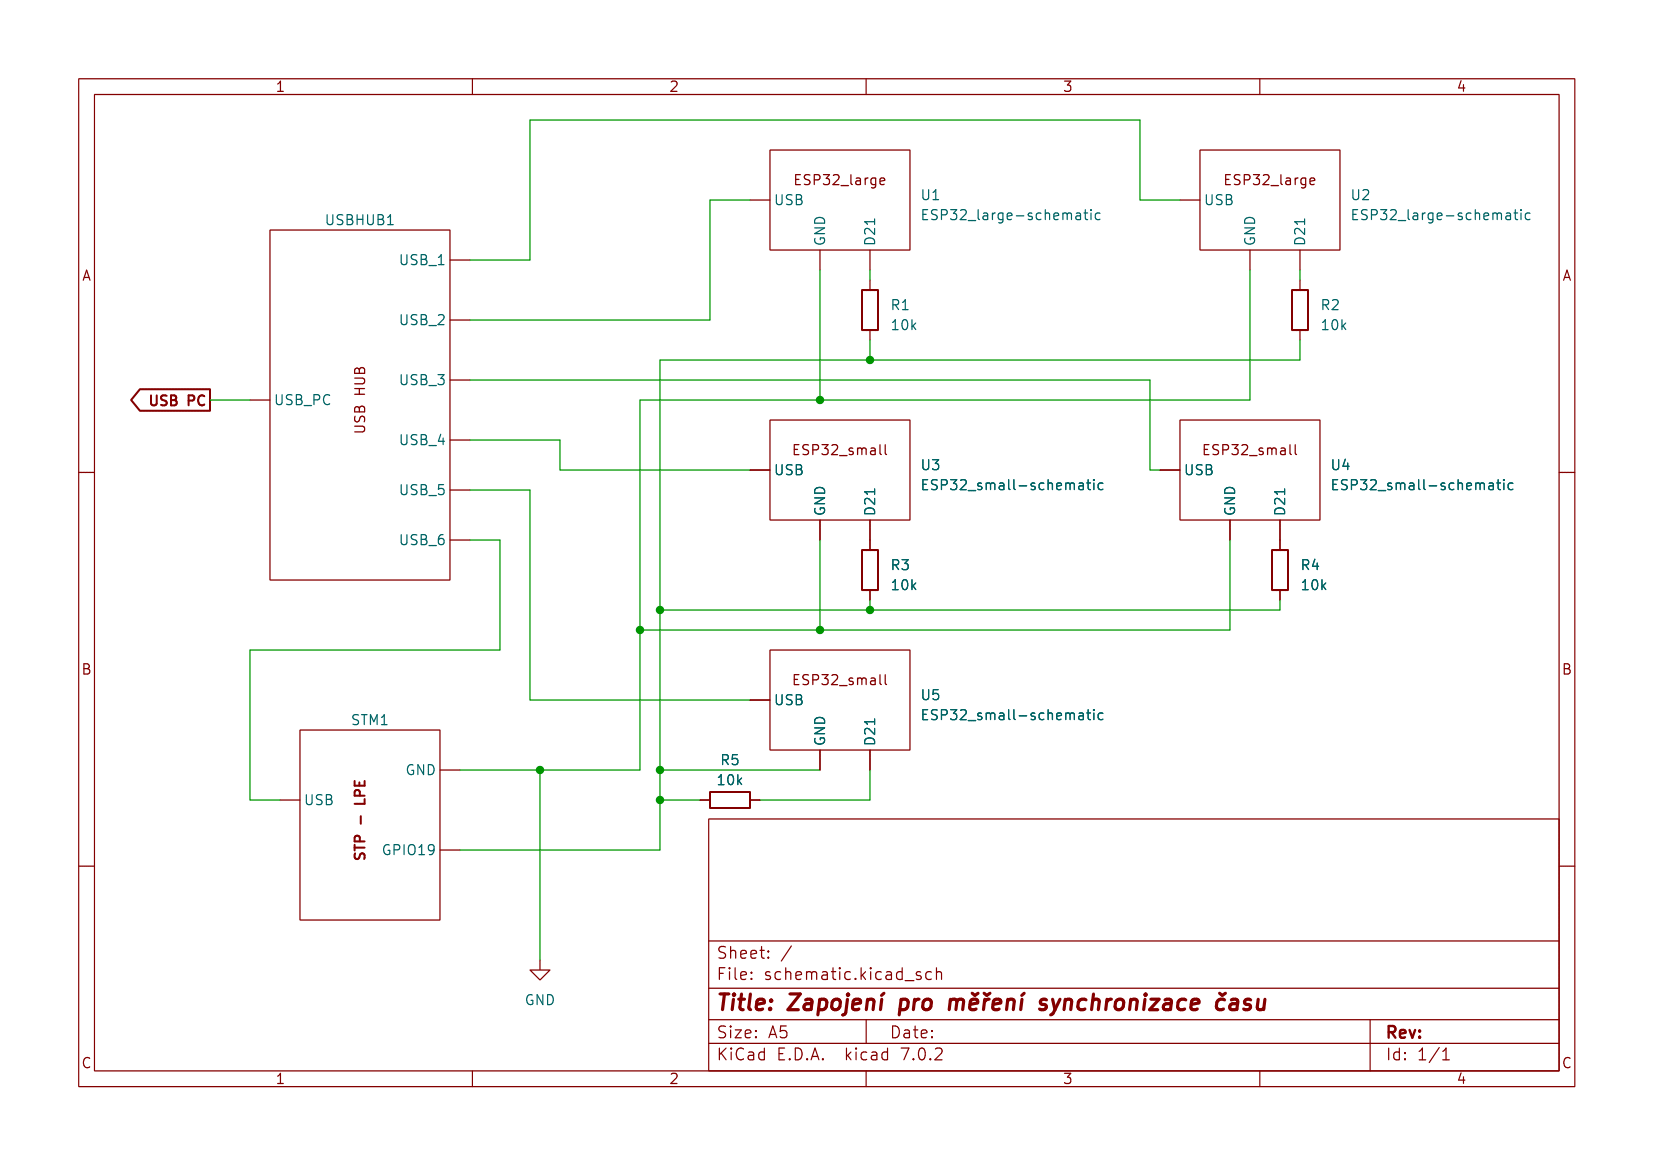 1 2 3 4
A
B
C
A
B
C
1 2 3 4
USBHUB1
USB HUB
USB PC
USB_PC
USB_1
USB_2
USB_3
USB_4
USB_5
USB_6
ESP32_large
USB
GND
D21
U1
ESP32_large-schematic
R1
10k
ESP32_large
USB
GND
D21
U2
ESP32_large-schematic
R2
10k
ESP32_small
USB
GND
D21
U3
ESP32_small-schematic
R3
10k
ESP32_small
USB
GND
D21
U4
ESP32_small-schematic
R4
10k
ESP32_small
USB
GND
D21
U5
ESP32_small-schematic
R5
10k
STM1
STP - LPE
USB
GND
GPIO19
GND
Sheet: /
File: schematic.kicad_sch
Title: Zapojení pro měření synchronizace času
Size: A5 Date: Rev:
KiCad E.D.A. kicad 7.0.2 Id: 1/1